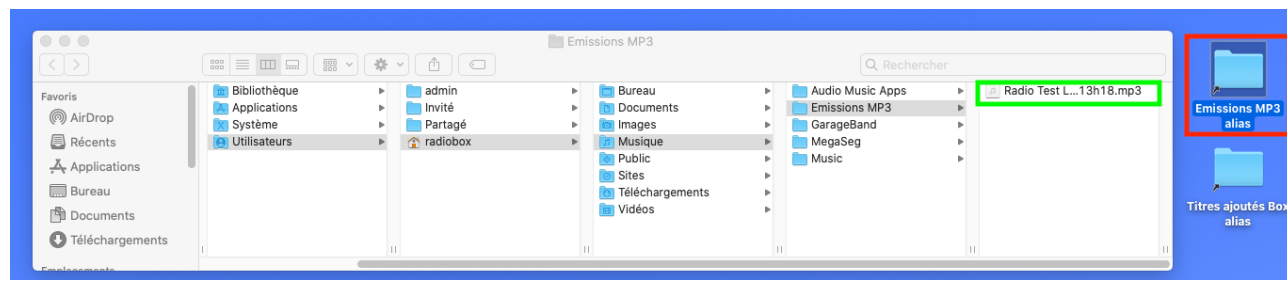 Emissions MP3
Rechercher
Favoris
AirDrop
Récents
Applications
Bureau
Documents
Téléchargements
Bibliothèque
Applications
Système
Utilisateurs
admin
Invité
Partagé
radiobox
Bureau
Documents
Images
Musique
Public
Sites
Téléchargements
Vidéos
Audio Music Apps
Emissions MP3
GarageBand
MegaSeg
Music
Radio Test L...13h18.mp3
Emissions MP3
alias
Titres ajoutés Box
alias